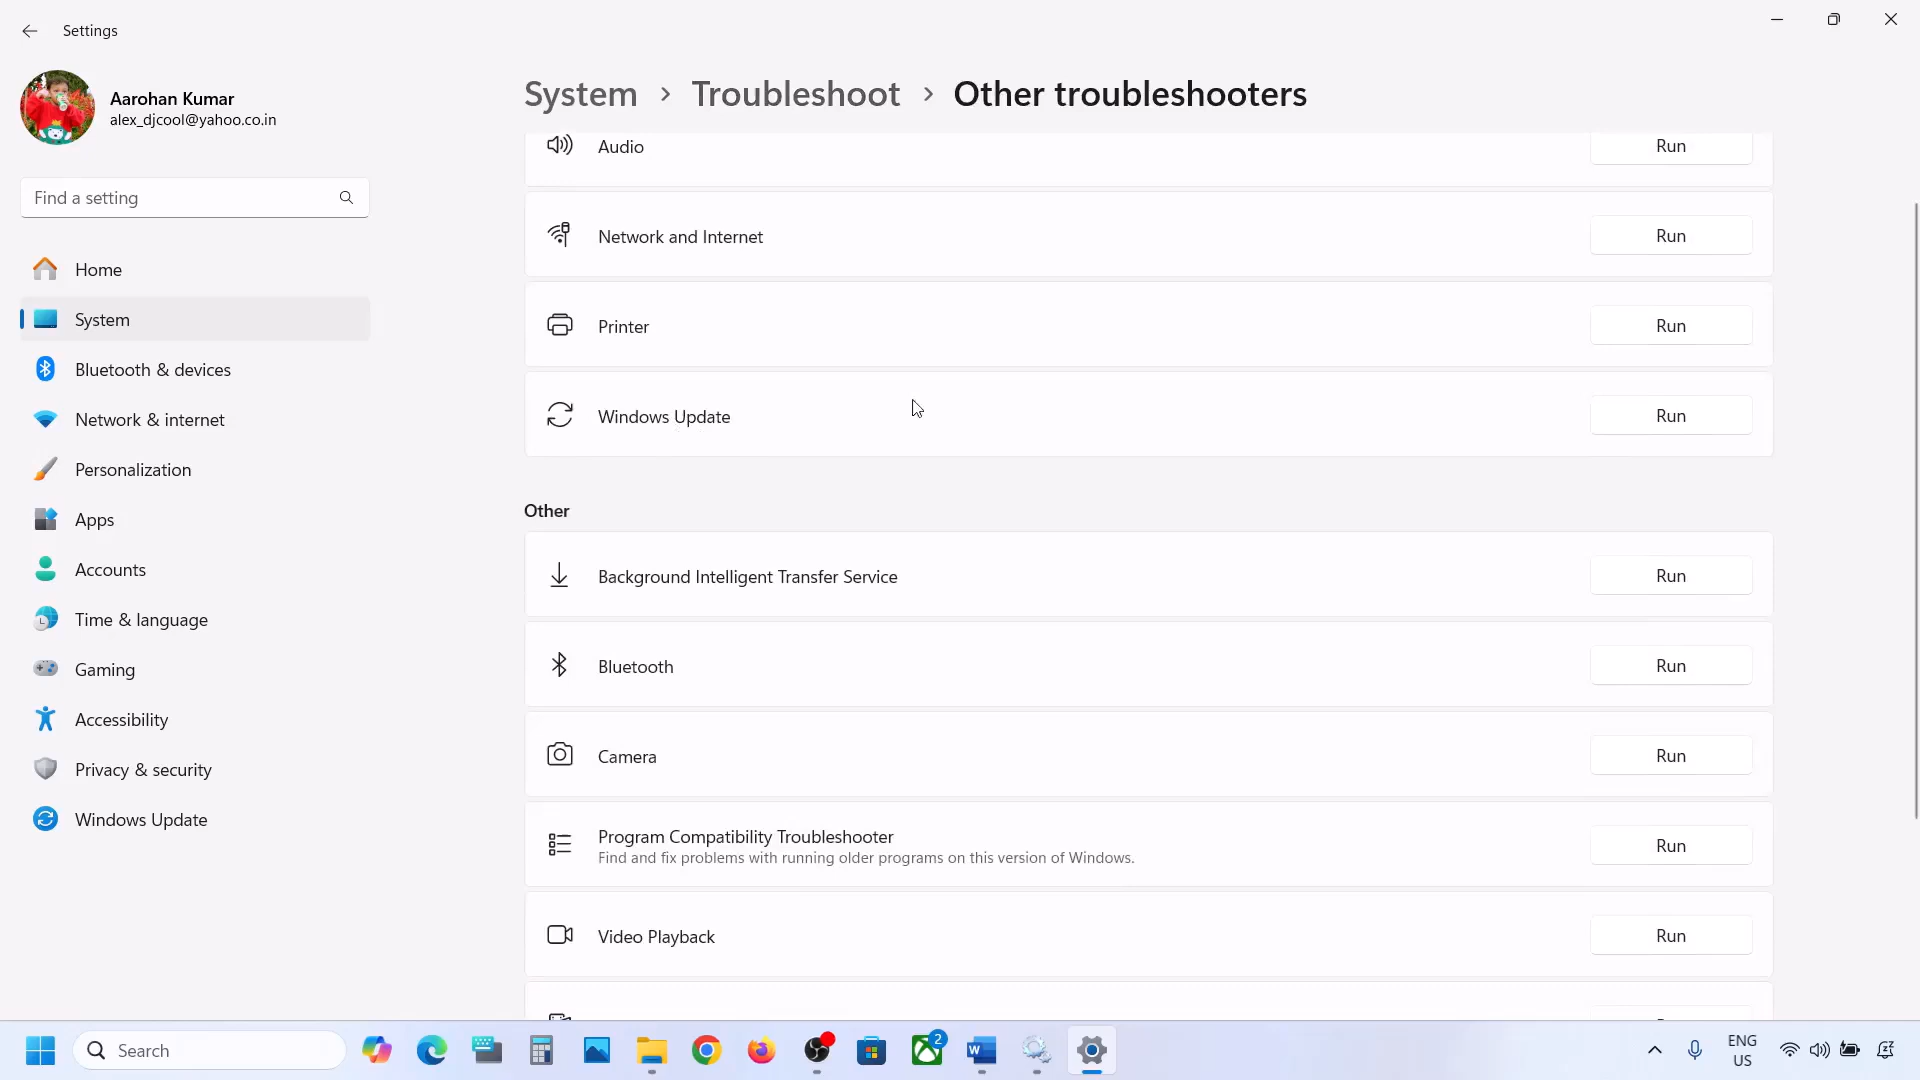 Settings
Aarohan Kumar
alex_djcool@yahoo.co.in
Find a setting
Home
System
Bluetooth & devices
Network & internet
Personalization
Apps
Accounts
Time & language
Gaming
Accessibility
Privacy & security
Windows Update
System > Troubleshoot > Other troubleshooters
Audio Run
Network and Internet Run
Printer Run
Windows Update Run
Other
Background Intelligent Transfer Service Run
Bluetooth Run
Camera Run
Program Compatibility Troubleshooter Run
Find and fix problems with running older programs on this version of Windows.
Video Playback Run
Search
2
ENG
US